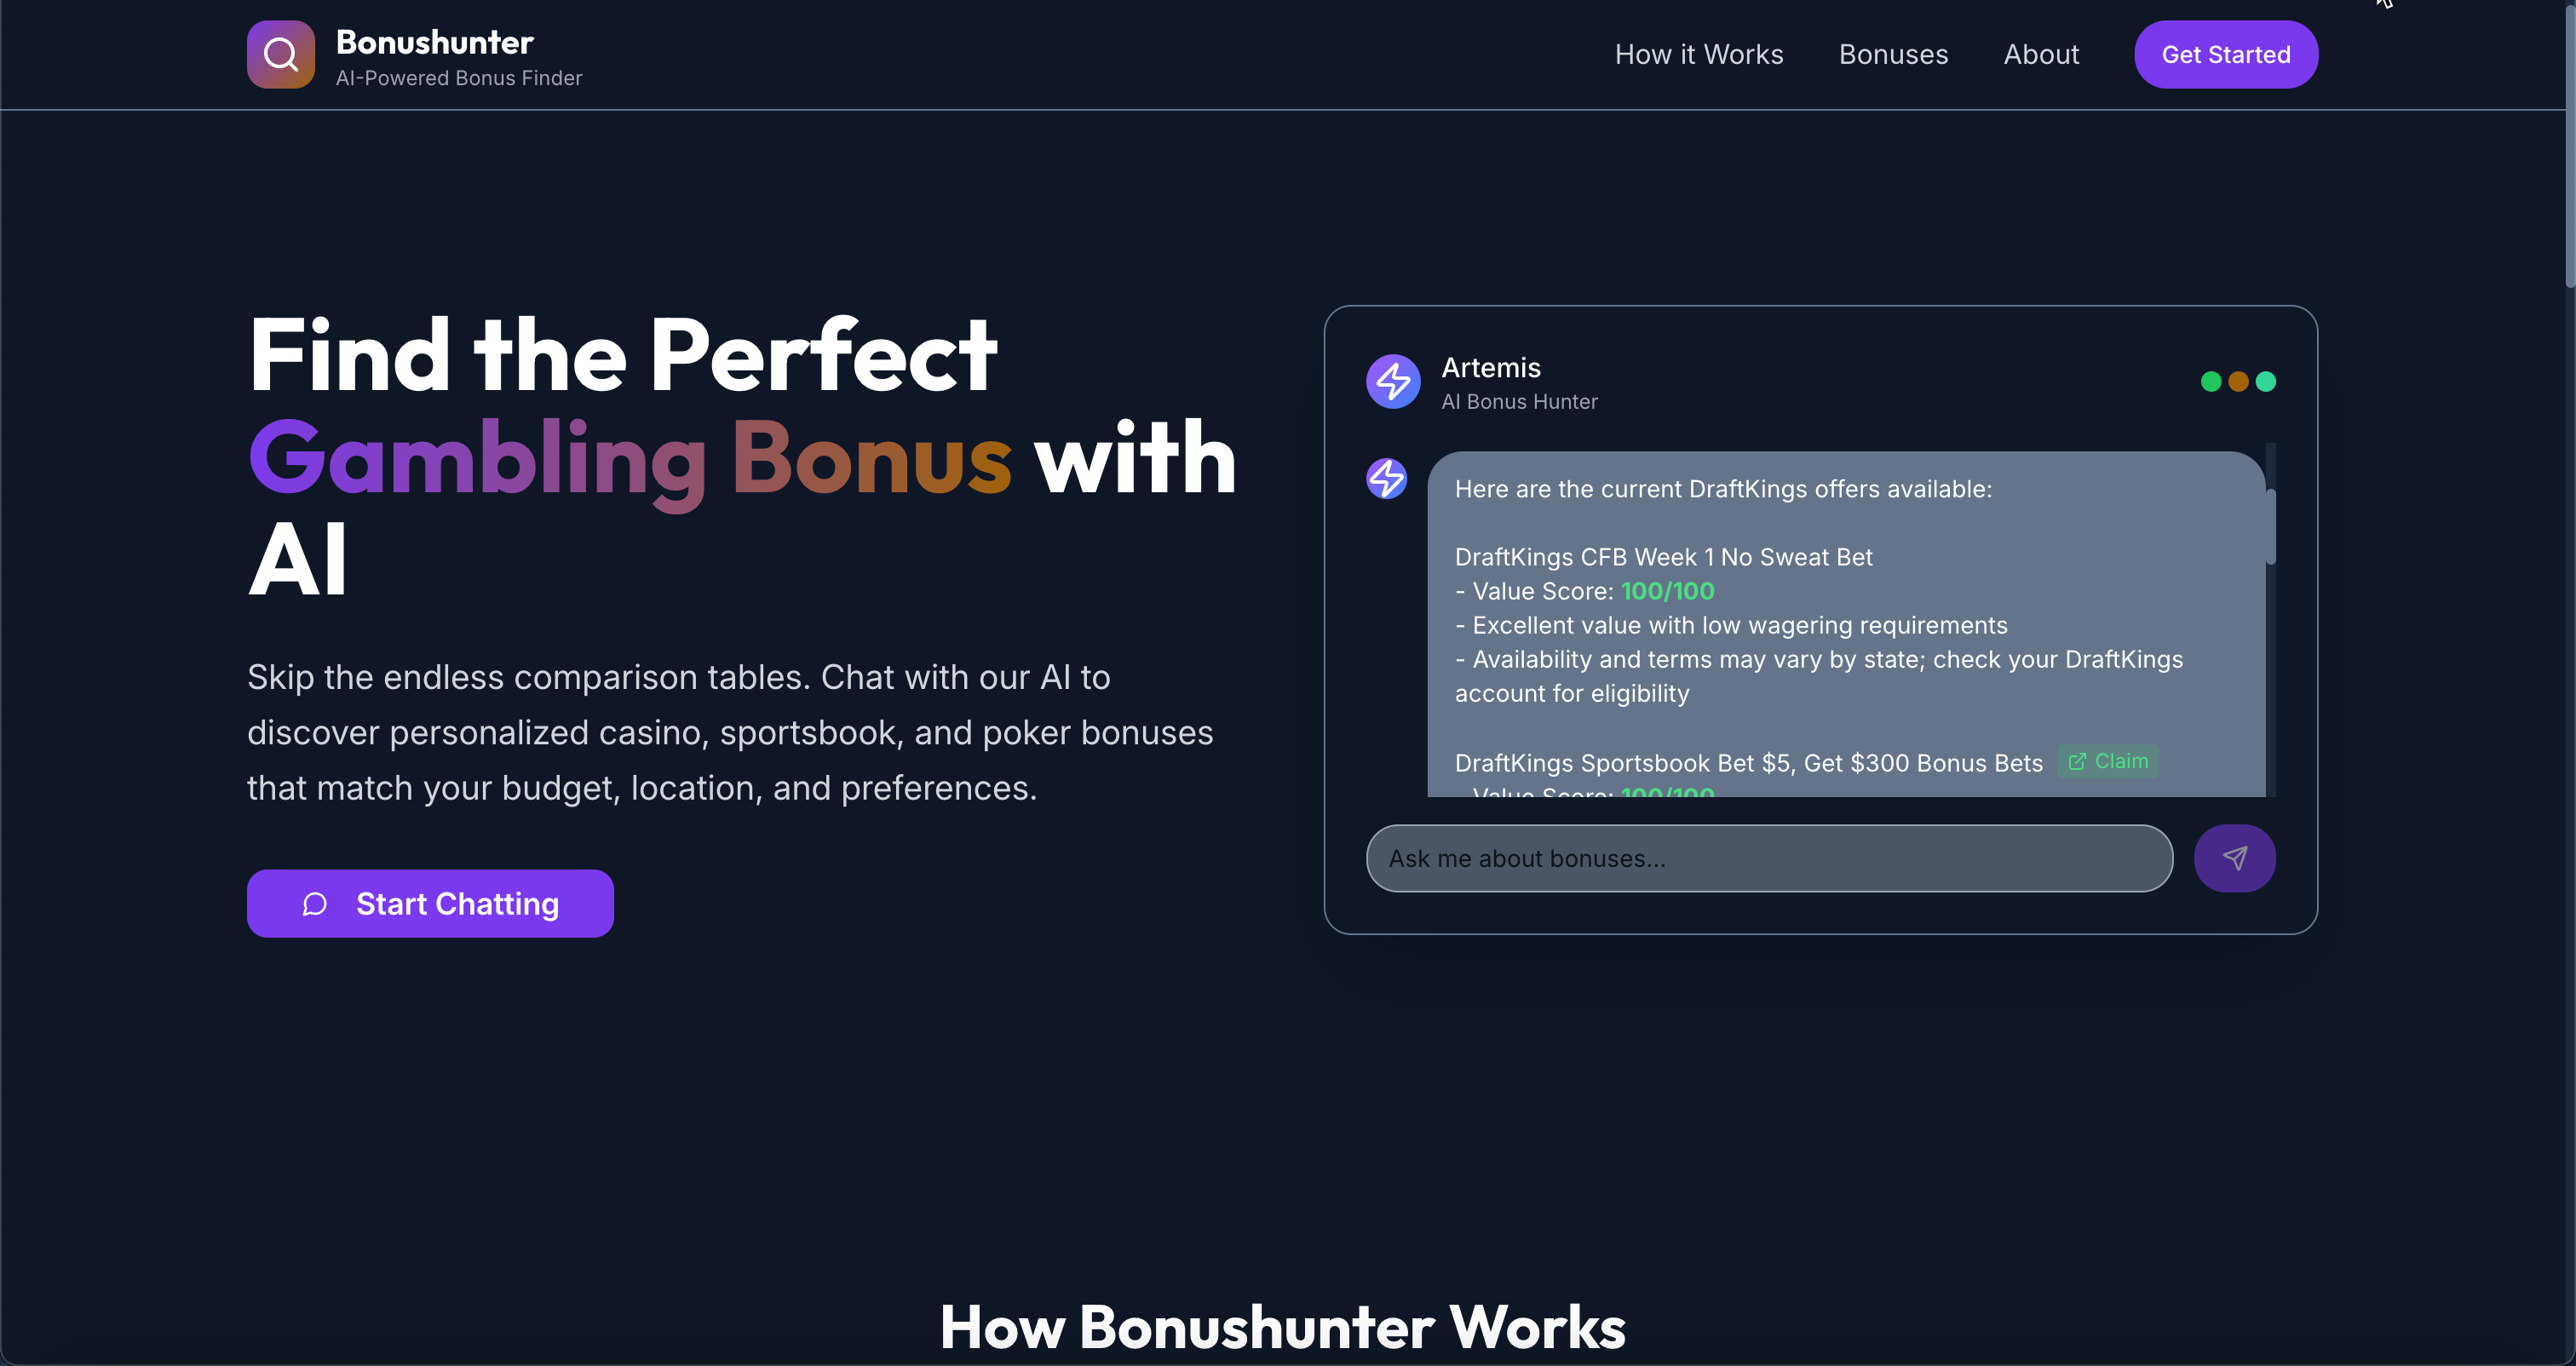 Bonushunter
AI-Powered Bonus Finder
How it Works
Bonuses
About
Get Started
Find the Perfect
Gambling Bonus with
AI
Skip the endless comparison tables. Chat with our AI to
discover personalized casino, sportsbook, and poker bonuses
that match your budget, location, and preferences.
Start Chatting
Artemis
AI Bonus Hunter
Here are the current DraftKings offers available:
DraftKings CFB Week 1 No Sweat Bet
- Value Score: 100/100
- Excellent value with low wagering requirements
- Availability and terms may vary by state; check your DraftKings
account for eligibility
DraftKings Sportsbook Bet $5, Get $300 Bonus Bets Claim
- Value Score: 100/100
Ask me about bonuses...
How Bonushunter Works